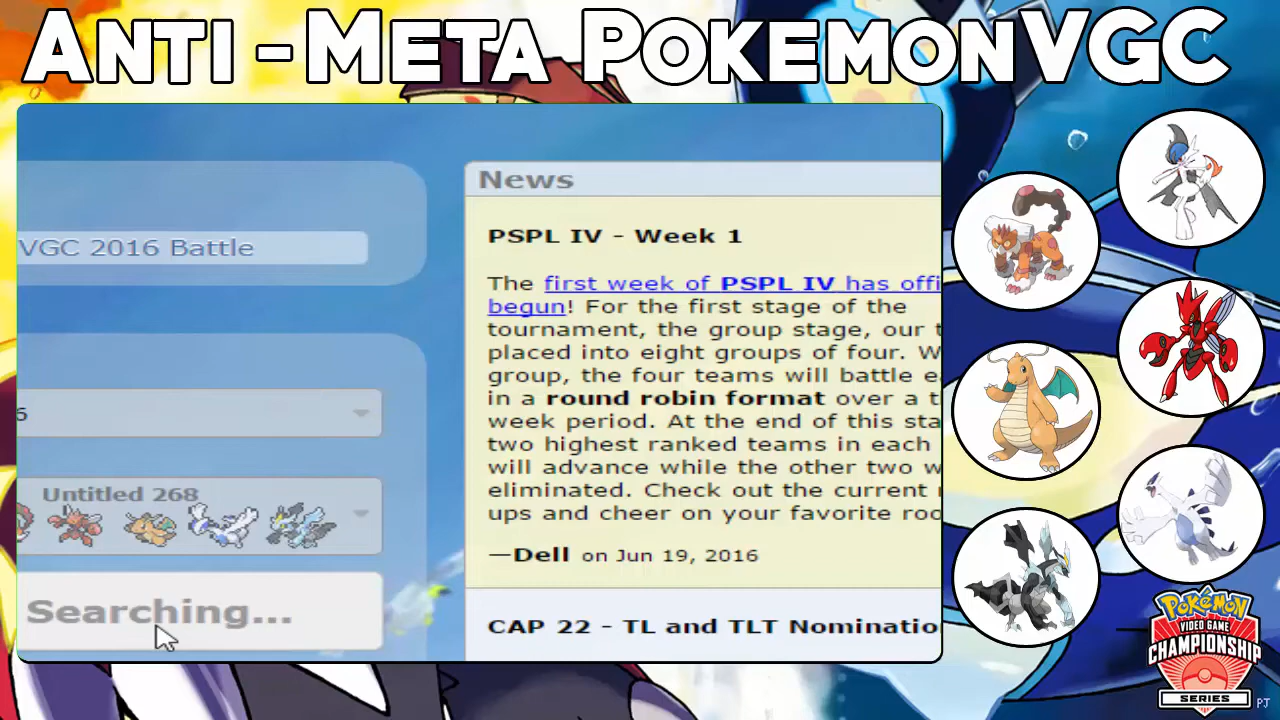 ANTI-META POKEMON VGC
News
VGC 2016 Battle
PSPL IV - Week 1
The first week of PSPL IV has offi
begun! For the first stage of the
tournament, the group stage, our t
placed into eight groups of four. W
group, the four teams will battle e
in a round robin format over a t
week period. At the end of this sta
two highest ranked teams in each
will advance while the other two w
eliminated. Check out the current
ups and cheer on your favorite roo
—Dell on Jun 19, 2016
CAP 22 - TL and TLT Nominatio
6
Untitled 268
Searching...
Pokémon
VIDEO GAME
CHAMPIONSHIP
SERIES
PJ